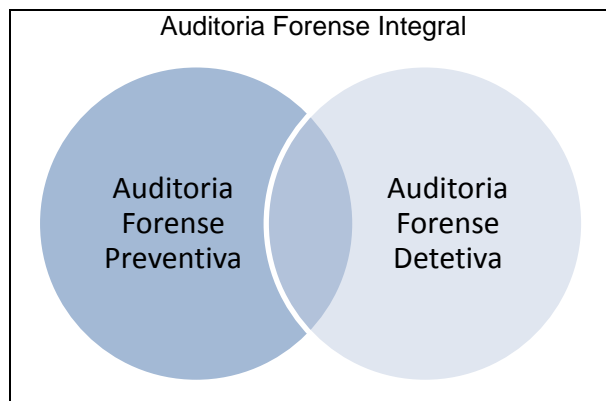 Auditoria Forense Integral
Auditoria
Forense
Preventiva
Auditoria
Forense
Detetiva